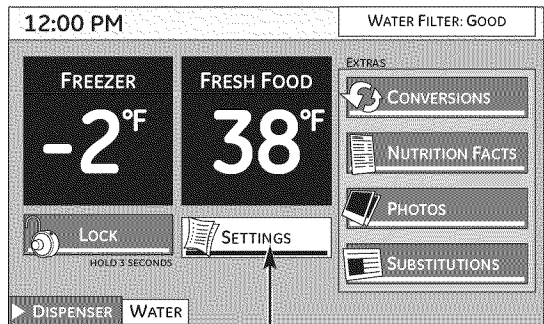 12:00 PM
WATER FILTER: GOOD
FREEZER
-2°F
FRESH FOOD
38°F
EXTRAS
CONVERSIONS
NUTRITION FACTS
PHOTOS
SUBSTITUTIONS
LOCK
HOLD 3 SECONDS
SETTINGS
DISPENSER
WATER